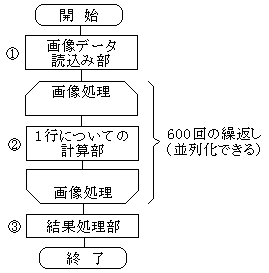 開始
①
画像データ
読込み部
画像処理
②
1行についての
計算部
600回の繰返し
(並列化できる)
画像処理
③
結果処理部
終了